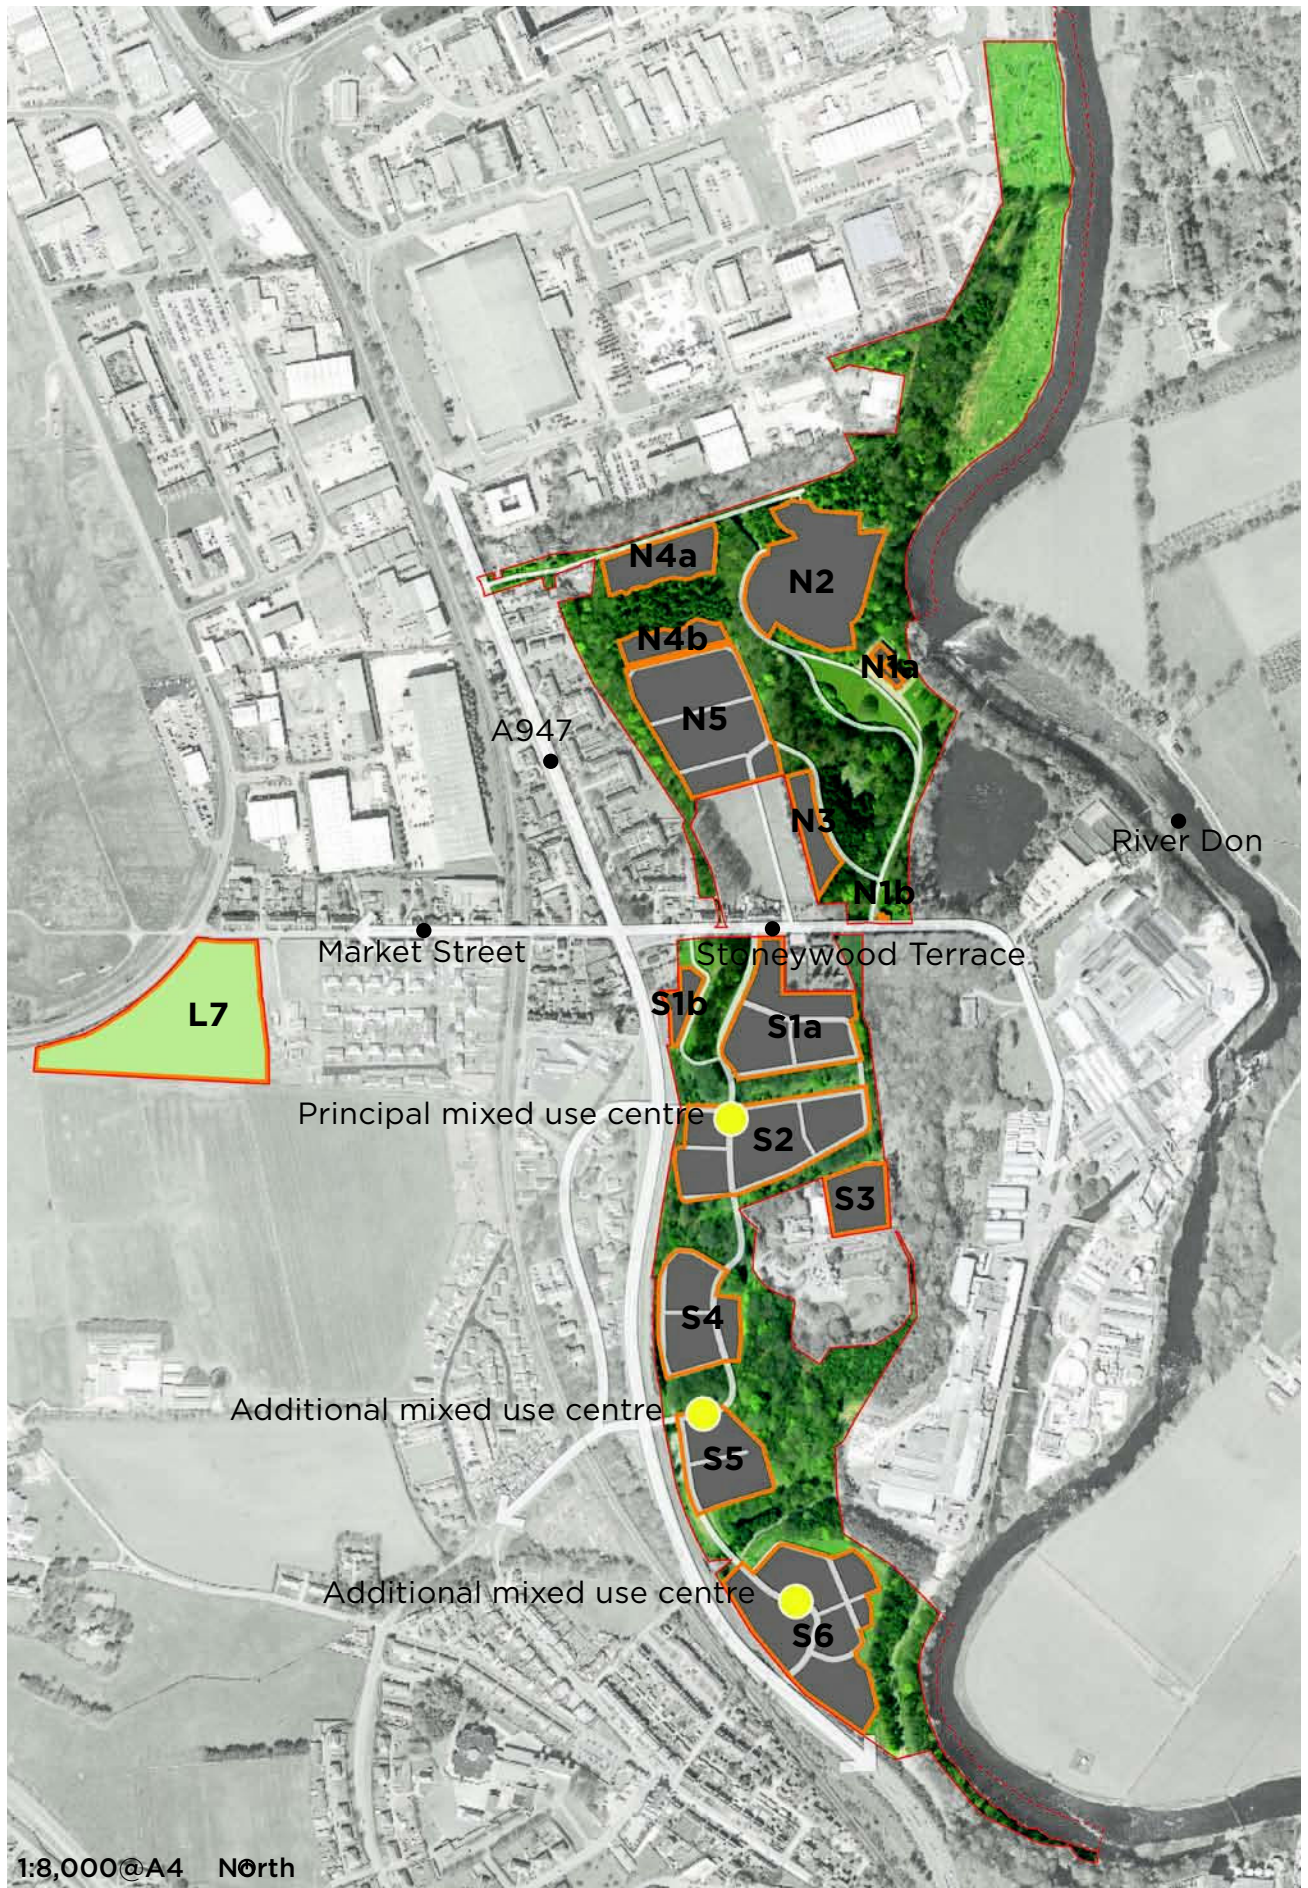 N4a
N2
N4b
N1a
N5
A947
N3
River Don
N1b
Market Street
Stoneywood Terrace
S1b
L7
S1a
Principal mixed use centre
S2
S3
S4
Additional mixed use centre
S5
Additional mixed use centre
S6
1:8,000@A4 North